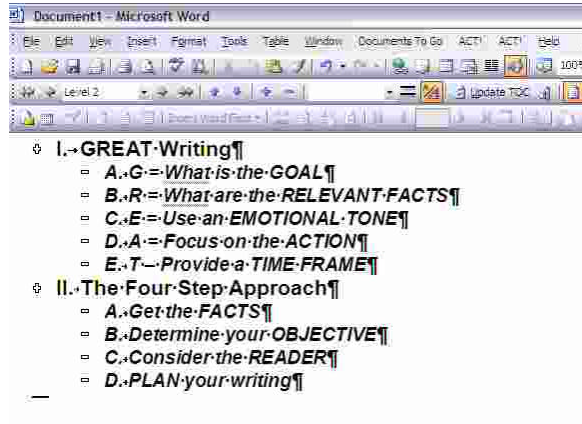 Document1 - Microsoft Word
File Edit View Insert Format Tools Table Window Documents To Go ACT! ACT! Help
100%
Level 2 Update TOC
I. GREAT Writing¶
A. G = What is the GOAL¶
B. R = What are the RELEVANT FACTS¶
C. E = Use an EMOTIONAL TONE¶
D. A = Focus on the ACTION¶
E. T – Provide a TIME FRAME¶
II. The Four Step Approach¶
A. Get the FACTS¶
B. Determine your OBJECTIVE¶
C. Consider the READER¶
D. PLAN your writing¶